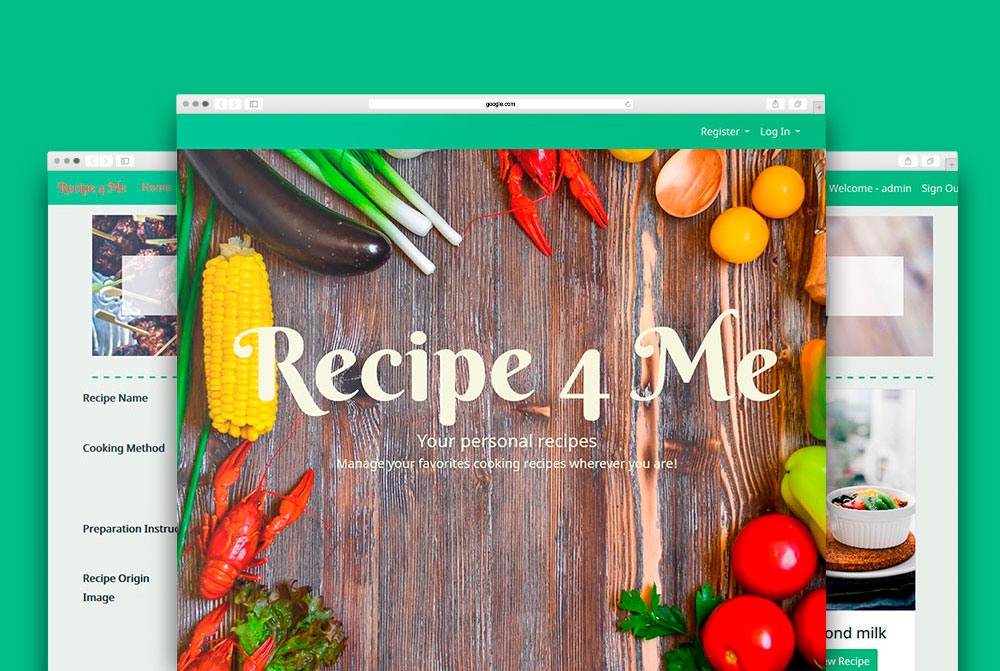 google.com
Register
Log In
Recipe 4 Me
Home
Welcome - admin
Sign Ou
Recipe 4 Me
Your personal recipes
Manage your favorites cooking recipes wherever you are!
Recipe Name
Cooking Method
Preparation Instruc
Recipe Origin
Image
ond milk
ew Recipe